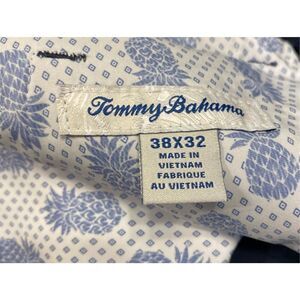 Tommy Bahama
38X32
MADE IN
VIETNAM
FABRIQUE
AU VIETNAM